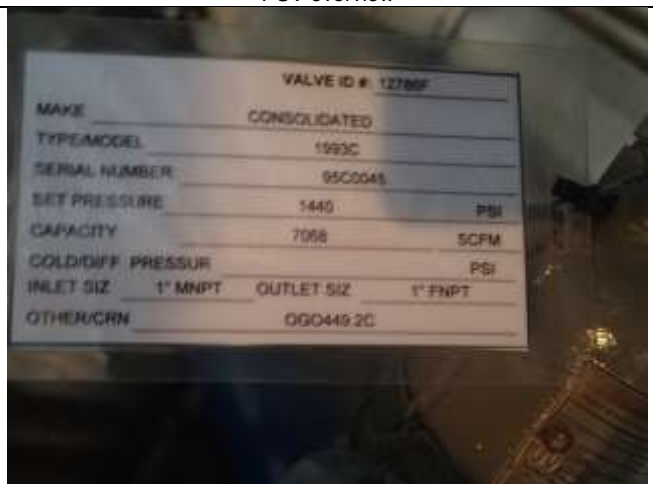 VALVE ID #: 12786F
MAKE CONSOLIDATED
TYPE/MODEL 1993C
SERIAL NUMBER 95C0045
SET PRESSURE 1440 PSI
CAPACITY 7068 SCFM
COLD/DIFF PRESSUR PSI
INLET SIZ 1" MNPT OUTLET SIZ 1" FNPT
OTHER/CRN OGO449.2C